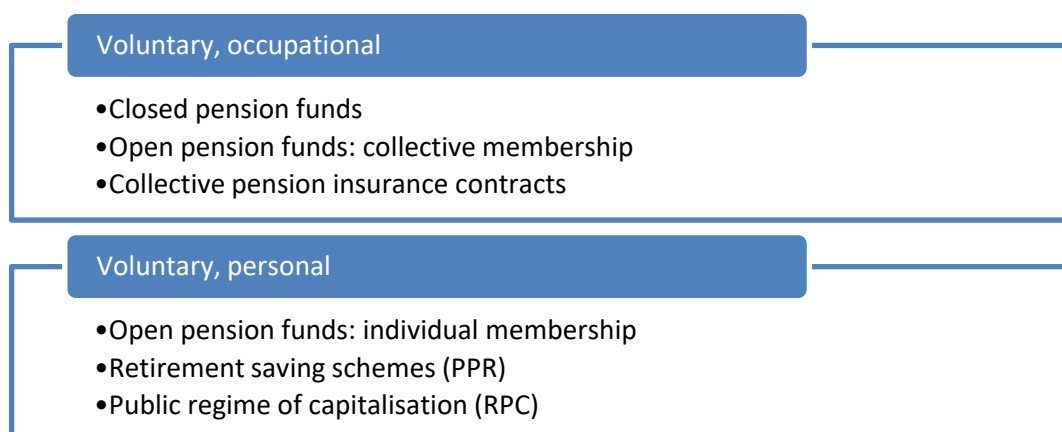 Voluntary, occupational
•Closed pension funds
•Open pension funds: collective membership
•Collective pension insurance contracts
Voluntary, personal
•Open pension funds: individual membership
•Retirement saving schemes (PPR)
•Public regime of capitalisation (RPC)